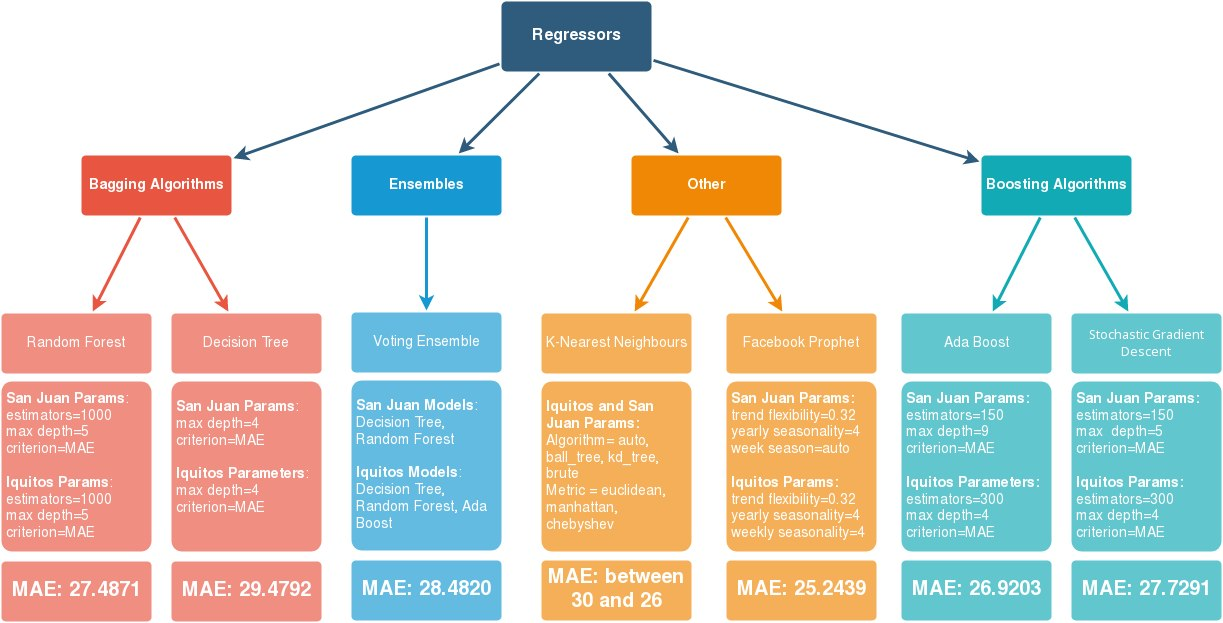 Regressors
Bagging Algorithms
Ensembles
Other
Boosting Algorithms
Random Forest
Decision Tree
Voting Ensemble
K-Nearest Neighbours
Facebook Prophet
Ada Boost
Stochastic Gradient
Descent
San Juan Params:
estimators=1000
max depth=5
criterion=MAE
Iquitos Params:
estimators=1000
max depth=5
criterion=MAE
San Juan Params:
max depth=4
criterion=MAE
Iquitos Parameters:
max depth=4
criterion=MAE
San Juan Models:
Decision Tree,
Random Forest
Iquitos Models:
Decision Tree,
Random Forest, Ada
Boost
Iquitos and San
Juan Params:
Algorithm= auto,
ball_tree, kd_tree,
brute
Metric = euclidean,
manhattan,
chebyshev
San Juan Params:
trend flexibility=0.32
yearly seasonality=4
week season=auto
Iquitos Params:
trend flexibility=0.32
yearly seasonality=4
weekly seasonality=4
San Juan Params:
estimators=150
max depth=9
criterion=MAE
Iquitos Parameters:
estimators=300
max depth=4
criterion=MAE
San Juan Params:
estimators=150
max  depth=5
criterion=MAE
Iquitos Params:
estimators=300
max depth=4
criterion=MAE
MAE: 27.4871
MAE: 29.4792
MAE: 28.4820
MAE: between
30 and 26
MAE: 25.2439
MAE: 26.9203
MAE: 27.7291